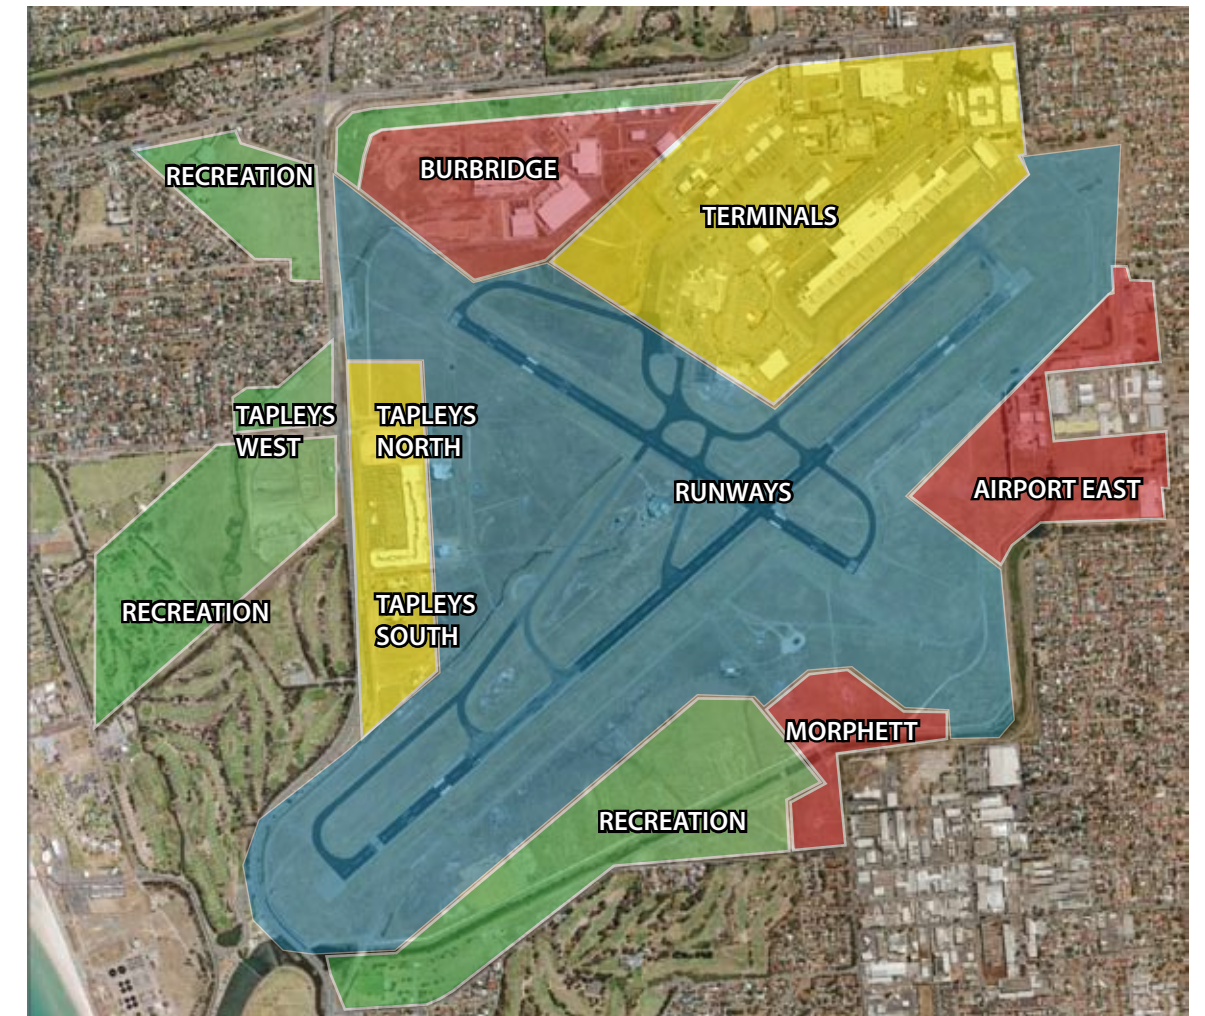 RECREATION
BURBRIDGE
TERMINALS
TAPLEYS
WEST
TAPLEYS
NORTH
RUNWAYS
AIRPORT EAST
RECREATION
TAPLEYS
SOUTH
MORPHETT
RECREATION